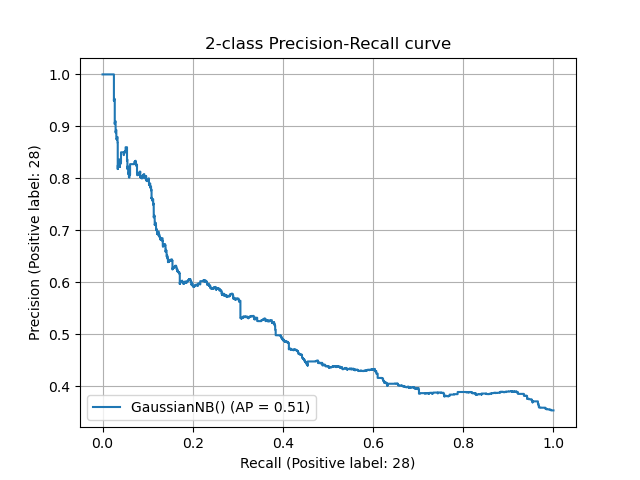 2-class Precision-Recall curve
1.0
0.9
0.8
0.7
0.6
0.5
0.4
Precision (Positive label: 28)
GaussianNB() (AP = 0.51)
0.0 0.2 0.4 0.6 0.8 1.0
Recall (Positive label: 28)